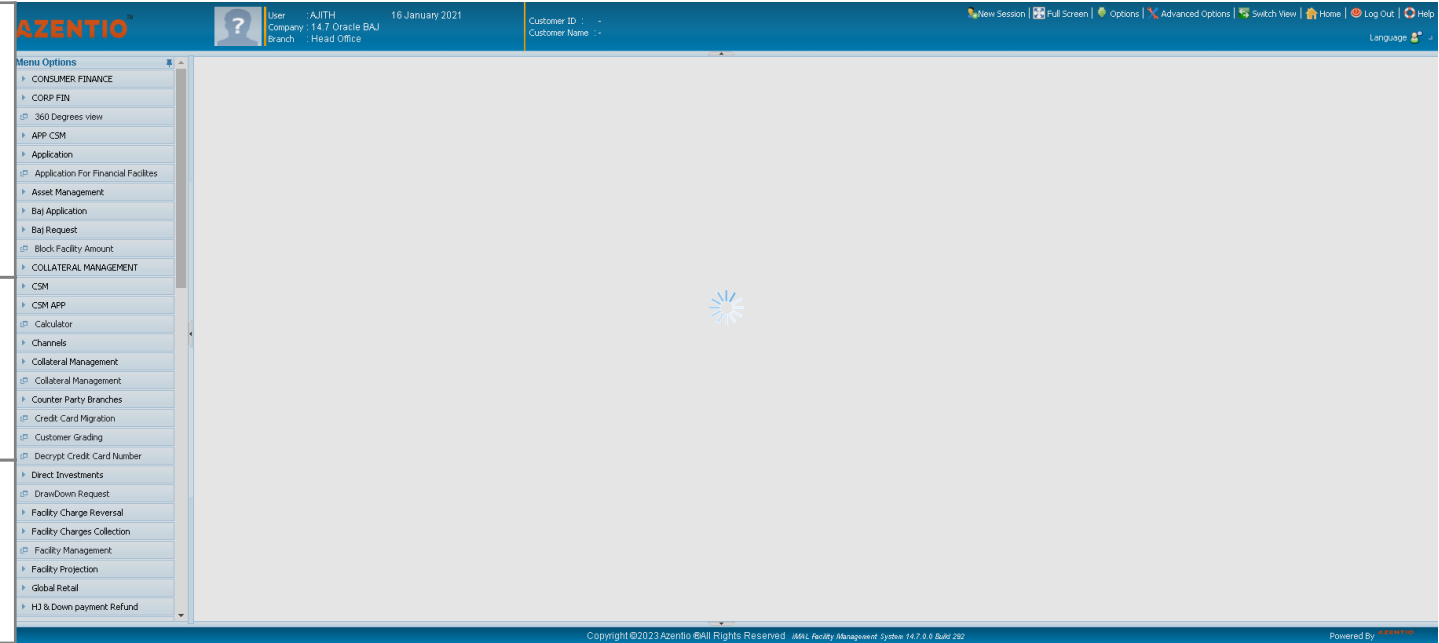 AZENTIO™
User : AJITH 16 January 2021
Company : 14.7 Oracle BAJ
Branch : Head Office
Customer ID : -
Customer Name : -
New Session | Full Screen | Options | Advanced Options | Switch View | Home | Log Out | Help
Language
Menu Options
CONSUMER FINANCE
CORP FIN
360 Degrees view
APP CSM
Application
Application For Financial Facilites
Asset Management
Baj Application
Baj Request
Block Facility Amount
COLLATERAL MANAGEMENT
CSM
CSM APP
Calculator
Channels
Collateral Management
Collateral Management
Counter Party Branches
Credit Card Migration
Customer Grading
Decrypt Credit Card Number
Direct Investments
DrawDown Request
Facility Charge Reversal
Facility Charges Collection
Facility Management
Facility Projection
Global Retail
HJ & Down payment Refund
Copyright ©2023 Azentio ®All Rights Reserved iMAL Facility Management System 14.7.0.0 Build 292
Powered By AZENTIO